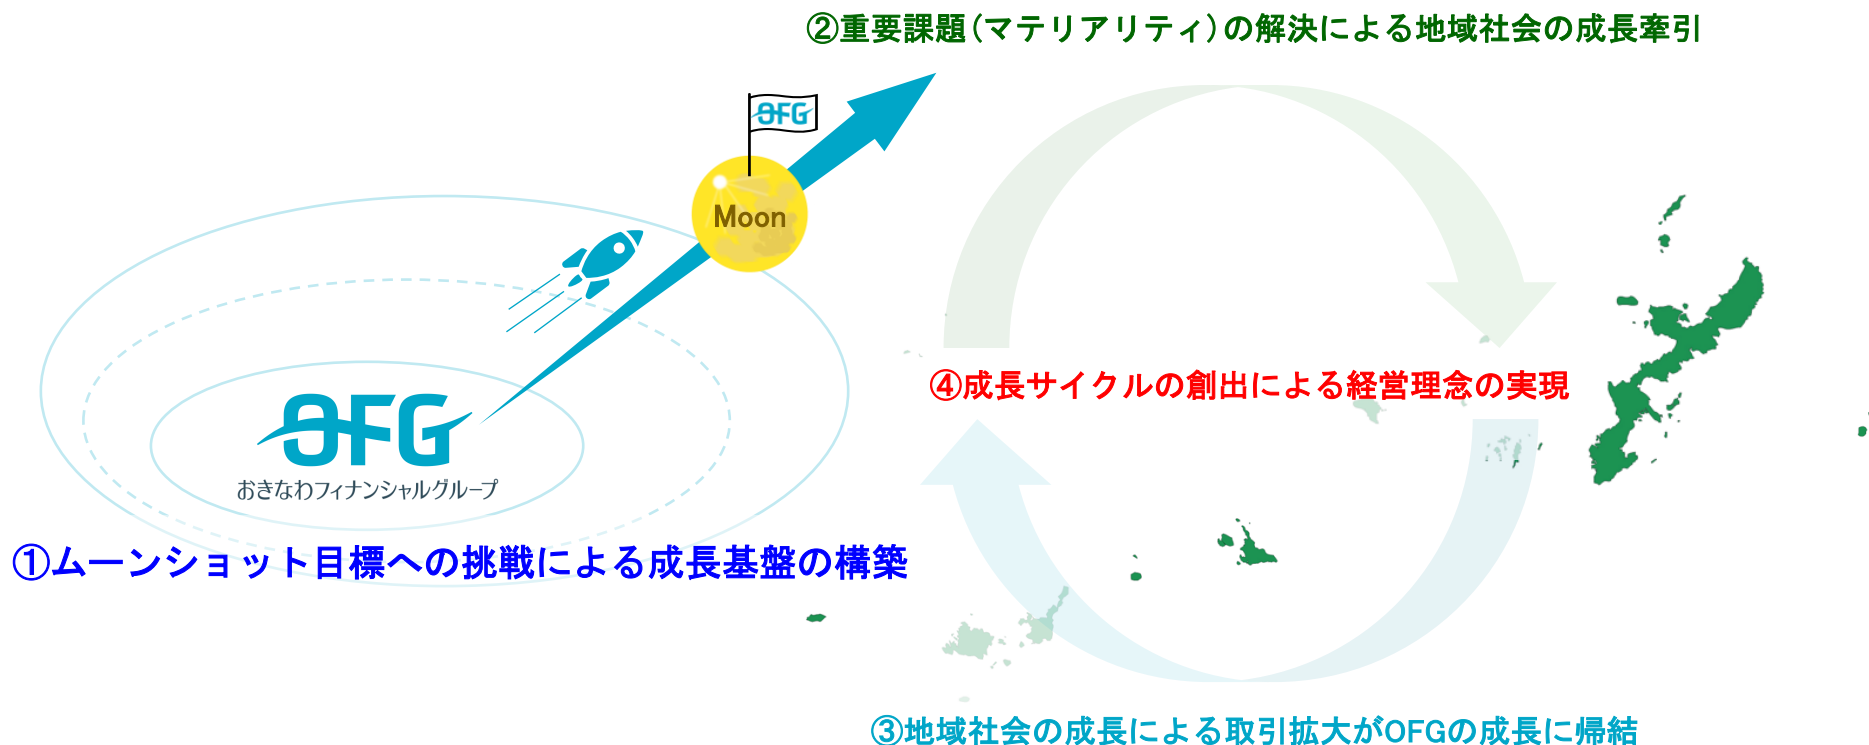 ②重要課題(マテリアリティ)の解決による地域社会の成長牽引
OFG
Moon
④成長サイクルの創出による経営理念の実現
OFG
おきなわフィナンシャルグループ
①ムーンショット目標への挑戦による成長基盤の構築
③地域社会の成長による取引拡大がOFGの成長に帰結